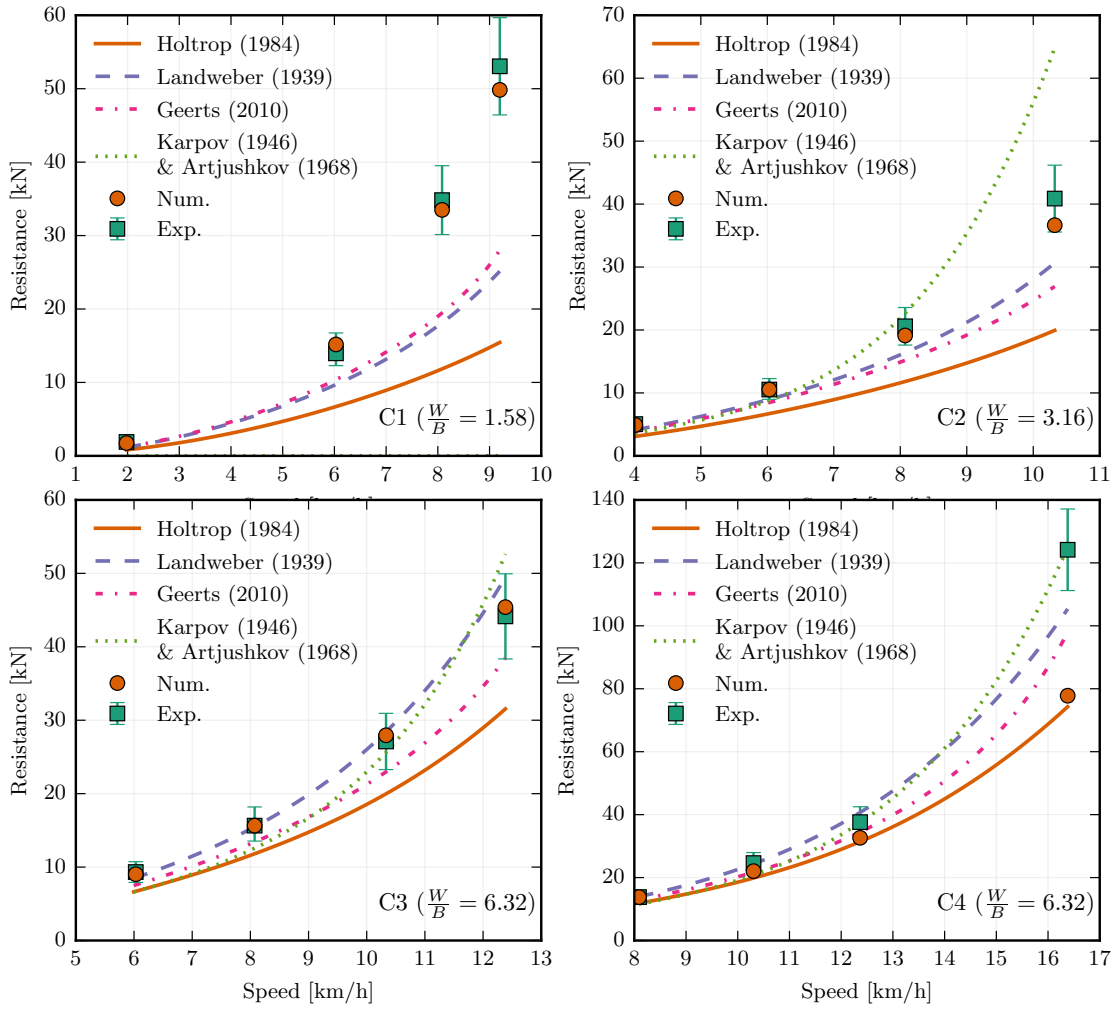 60
50
40
30
20
10
0
Resistance [kN]
Holtrop (1984)
Landweber (1939)
Geerts (2010)
Karpov (1946)
& Artjushkov (1968)
Num.
Exp.
C1 (W/B = 1.58)
1 2 3 4 5 6 7 8 9 10
Speed [km/h]
70
60
50
40
30
20
10
0
Resistance [kN]
Holtrop (1984)
Landweber (1939)
Geerts (2010)
Karpov (1946)
& Artjushkov (1968)
Num.
Exp.
C2 (W/B = 3.16)
4 5 6 7 8 9 10 11
Speed [km/h]
60
50
40
30
20
10
0
Resistance [kN]
Holtrop (1984)
Landweber (1939)
Geerts (2010)
Karpov (1946)
& Artjushkov (1968)
Num.
Exp.
C3 (W/B = 6.32)
5 6 7 8 9 10 11 12 13
Speed [km/h]
140
120
100
80
60
40
20
0
Resistance [kN]
Holtrop (1984)
Landweber (1939)
Geerts (2010)
Karpov (1946)
& Artjushkov (1968)
Num.
Exp.
C4 (W/B = 6.32)
8 9 10 11 12 13 14 15 16 17
Speed [km/h]